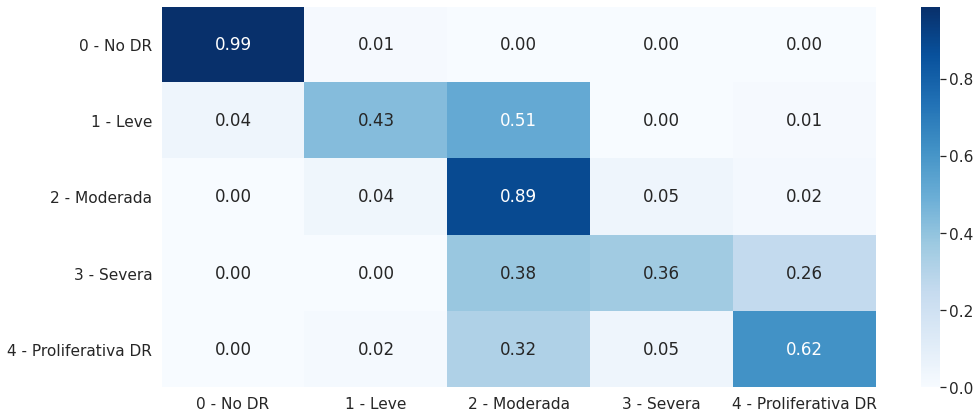 0 - No DR 0.99 0.01 0.00 0.00 0.00
1 - Leve 0.04 0.43 0.51 0.00 0.01
2 - Moderada 0.00 0.04 0.89 0.05 0.02
3 - Severa 0.00 0.00 0.38 0.36 0.26
4 - Proliferativa DR 0.00 0.02 0.32 0.05 0.62
0 - No DR 1 - Leve 2 - Moderada 3 - Severa 4 - Proliferativa DR
0.8
0.6
0.4
0.2
0.0